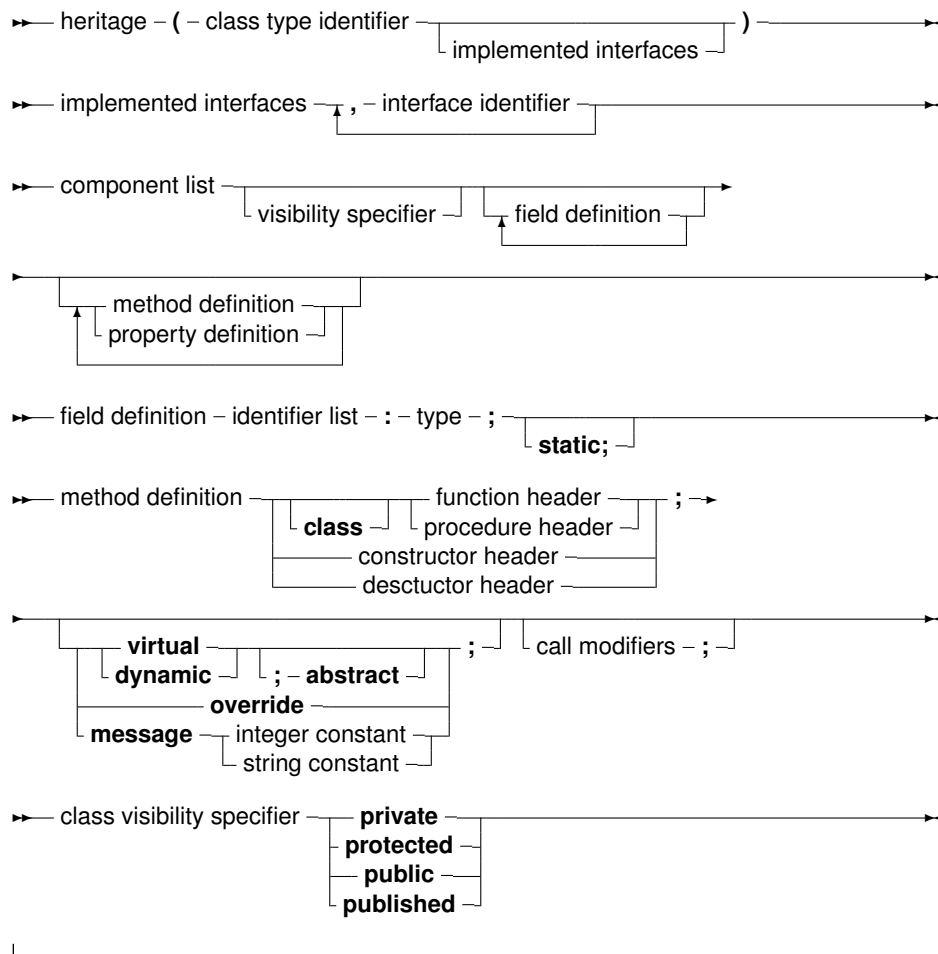 heritage ( class type identifier )
implemented interfaces
implemented interfaces , interface identifier
component list
visibility specifier field definition
method definition
property definition
field definition identifier list : type ;
static;
method definition function header ;
class procedure header
constructor header
desctuctor header
virtual ; call modifiers ;
dynamic ; abstract
override
message integer constant
string constant
class visibility specifier private
protected
public
published